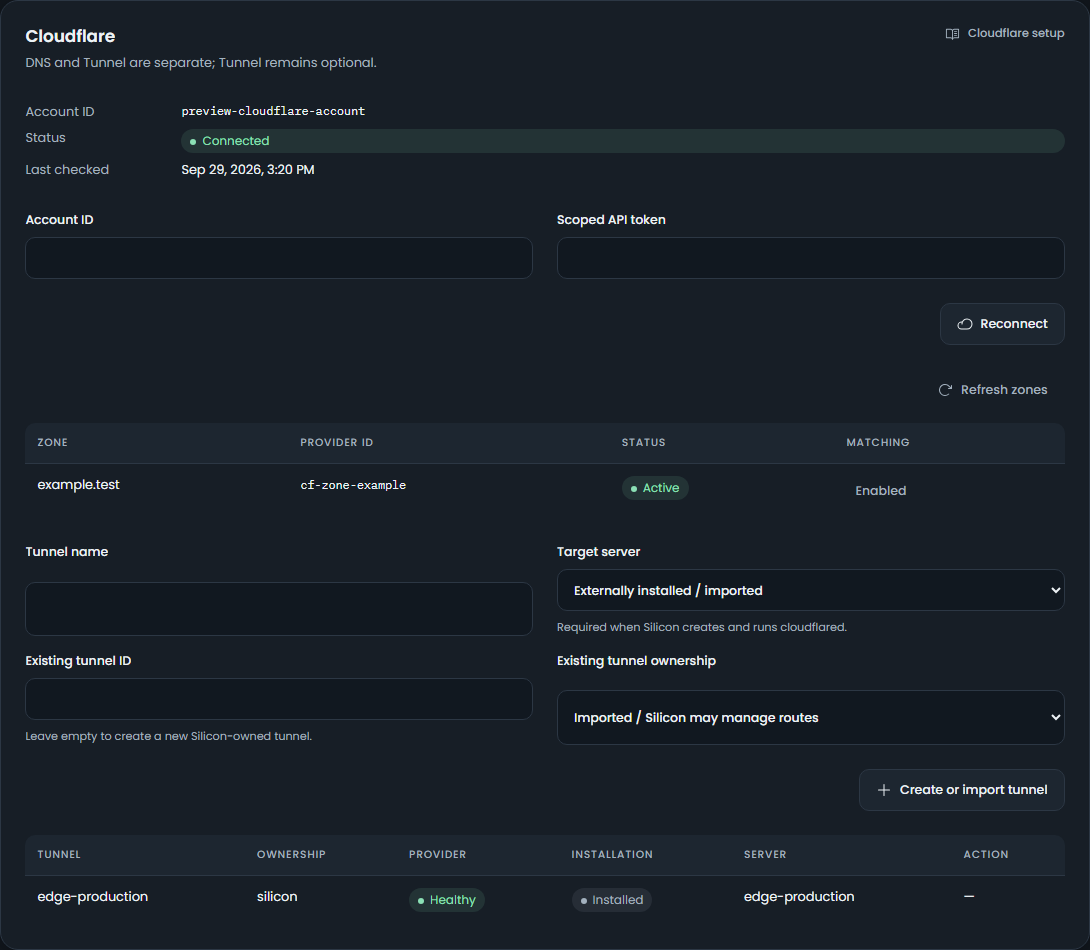 Cloudflare
Cloudflare setup
DNS and Tunnel are separate; Tunnel remains optional.
Account ID preview-cloudflare-account
Status Connected
Last checked Sep 29, 2026, 3:20 PM
Account ID Scoped API token
Reconnect
Refresh zones
ZONE PROVIDER ID STATUS MATCHING
example.test cf-zone-example Active Enabled
Tunnel name Target server
Externally installed / imported
Required when Silicon creates and runs cloudflared.
Existing tunnel ID Existing tunnel ownership
Imported / Silicon may manage routes
Leave empty to create a new Silicon-owned tunnel.
Create or import tunnel
TUNNEL OWNERSHIP PROVIDER INSTALLATION SERVER ACTION
edge-production silicon Healthy Installed edge-production —